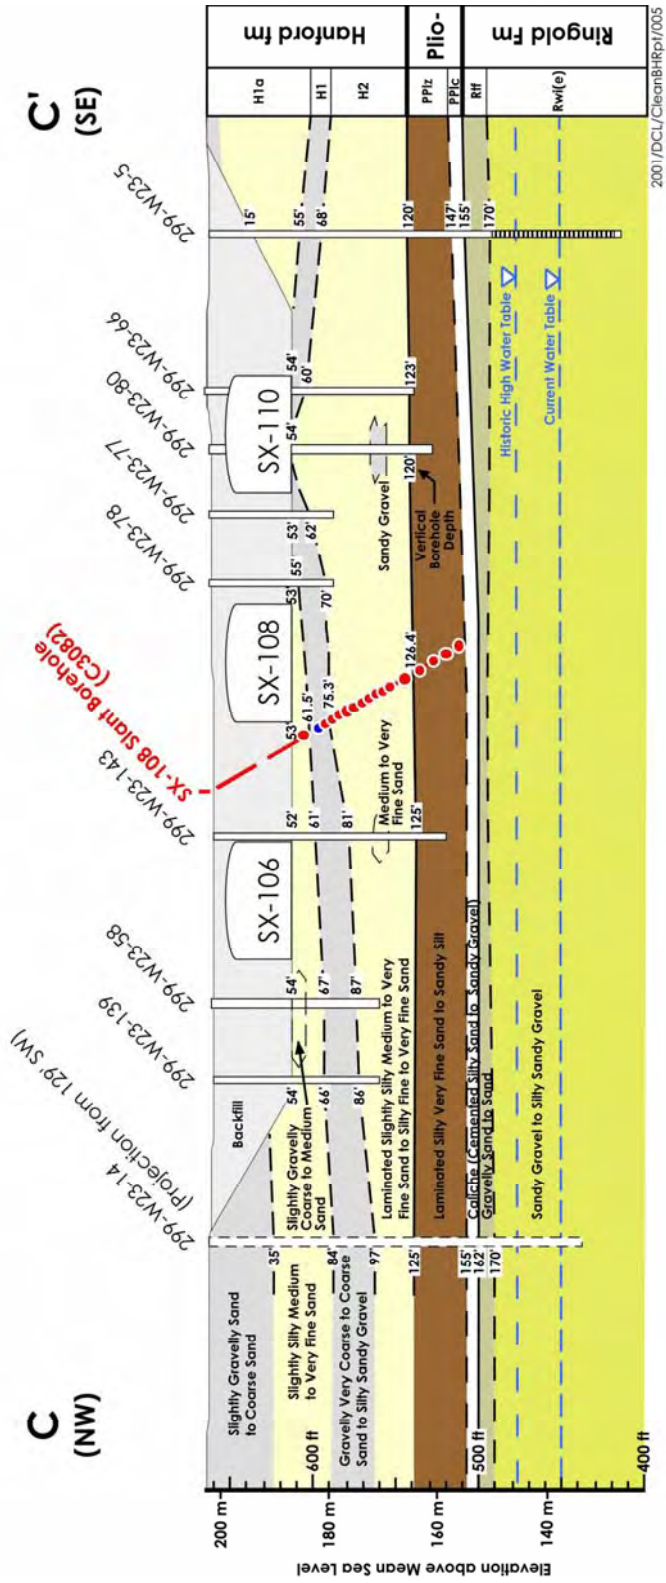 C
(NW)
C'
(SE)
299-W23-14
(Projection from 129' SW)
299-W23-139
299-W23-58
299-W23-143
SX-108 Slant Borehole
(C3082)
299-W23-78
299-W23-77
299-W23-80
299-W23-66
299-W23-5
Elevation above Mean Sea Level
200 m
180 m
160 m
140 m
600 ft
500 ft
400 ft
Slightly Gravelly Sand
to Coarse Sand
Slightly Silty Medium
to Very Fine Sand
Gravelly Very Coarse to Coarse
Sand to Silty Sandy Gravel
35'
84'
97'
125'
155'
162'
170'
Backfill
Slightly Gravelly
Coarse to Medium
Sand
Laminated Slightly Silty Medium to Very
Fine Sand to Silty Fine to Very Fine Sand
Laminated Silty Very Fine Sand to Sandy Silt
Caliche (Cemented Silty Sand to Sandy Gravel)
Gravelly Sand to Sand
Sandy Gravel to Silty Sandy Gravel
54'
66'
86'
54'
67'
87'
SX-106
52'
61'
81'
125'
Medium to Very
Fine Sand
53'
61.5'
75.3'
126.4'
SX-108
53'
55'
70'
53'
62'
SX-110
54'
120'
Sandy Gravel
Vertical
Borehole
Depth
54'
60'
123'
15'
55'
68'
120'
147'
155'
170'
Historic High Water Table
Current Water Table
H1a
H1
H2
PPlz
PPlc
Rtf
Rwi(e)
Hanford fm
Plio-
Ringold Fm
2001/DCL/CleanBHRpt/005